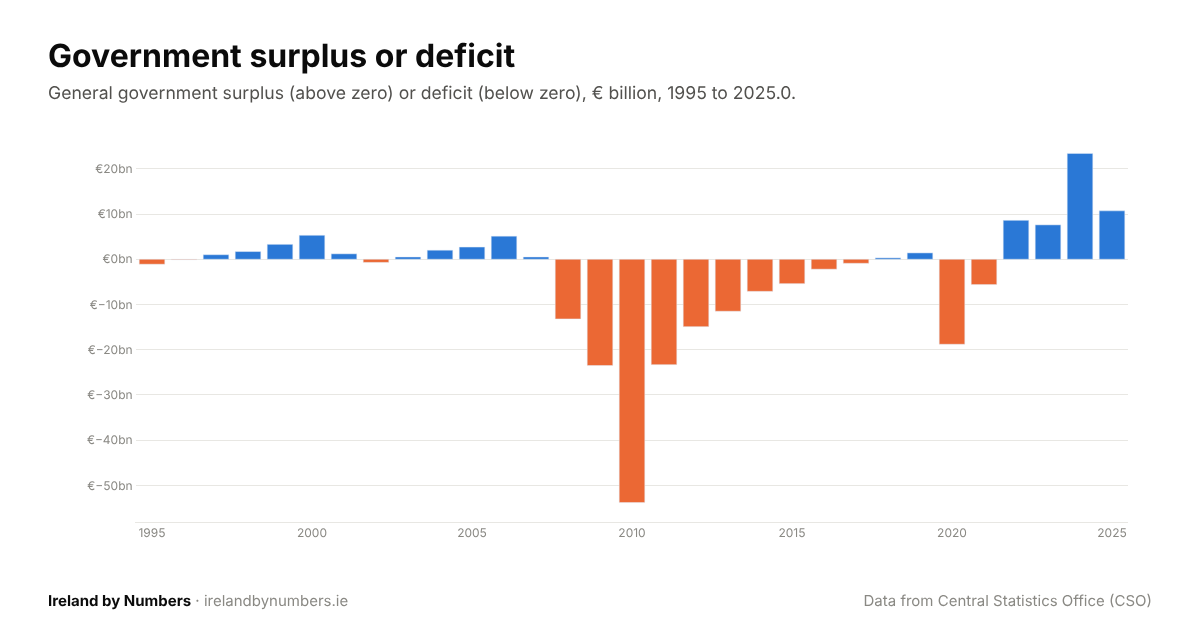 Government surplus or deficit
General government surplus (above zero) or deficit (below zero), € billion, 1995 to 2025.0.
€20bn
€10bn
€0bn
€−10bn
€−20bn
€−30bn
€−40bn
€−50bn
1995 2000 2005 2010 2015 2020 2025
Ireland by Numbers · irelandbynumbers.ie Data from Central Statistics Office (CSO)